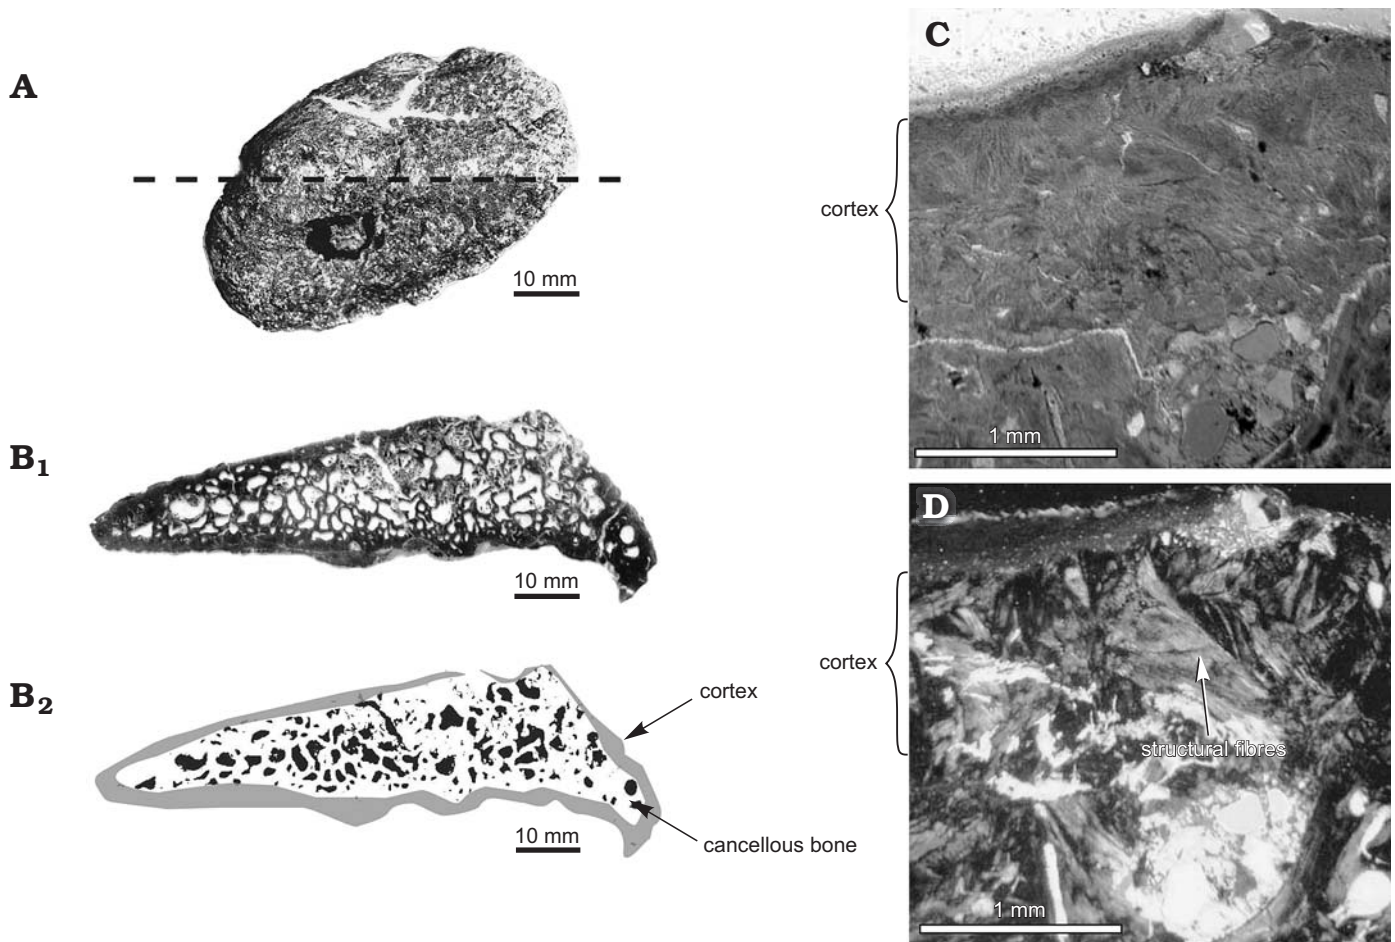 A
10 mm
B1
10 mm
B2
cortex
cancellous bone
10 mm
C
cortex
1 mm
D
cortex
structural fibres
1 mm